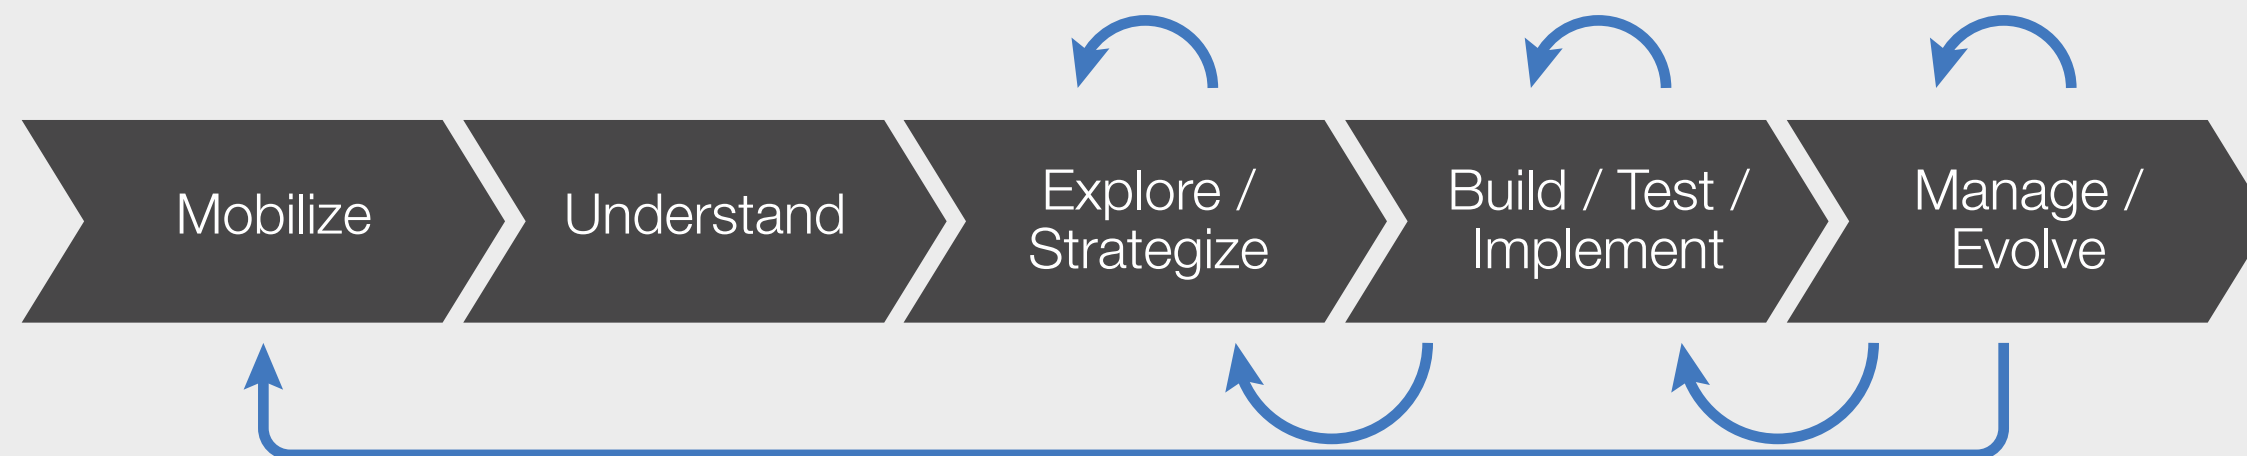 Mobilize
Understand
Explore /
Strategize
Build / Test /
Implement
Manage /
Evolve